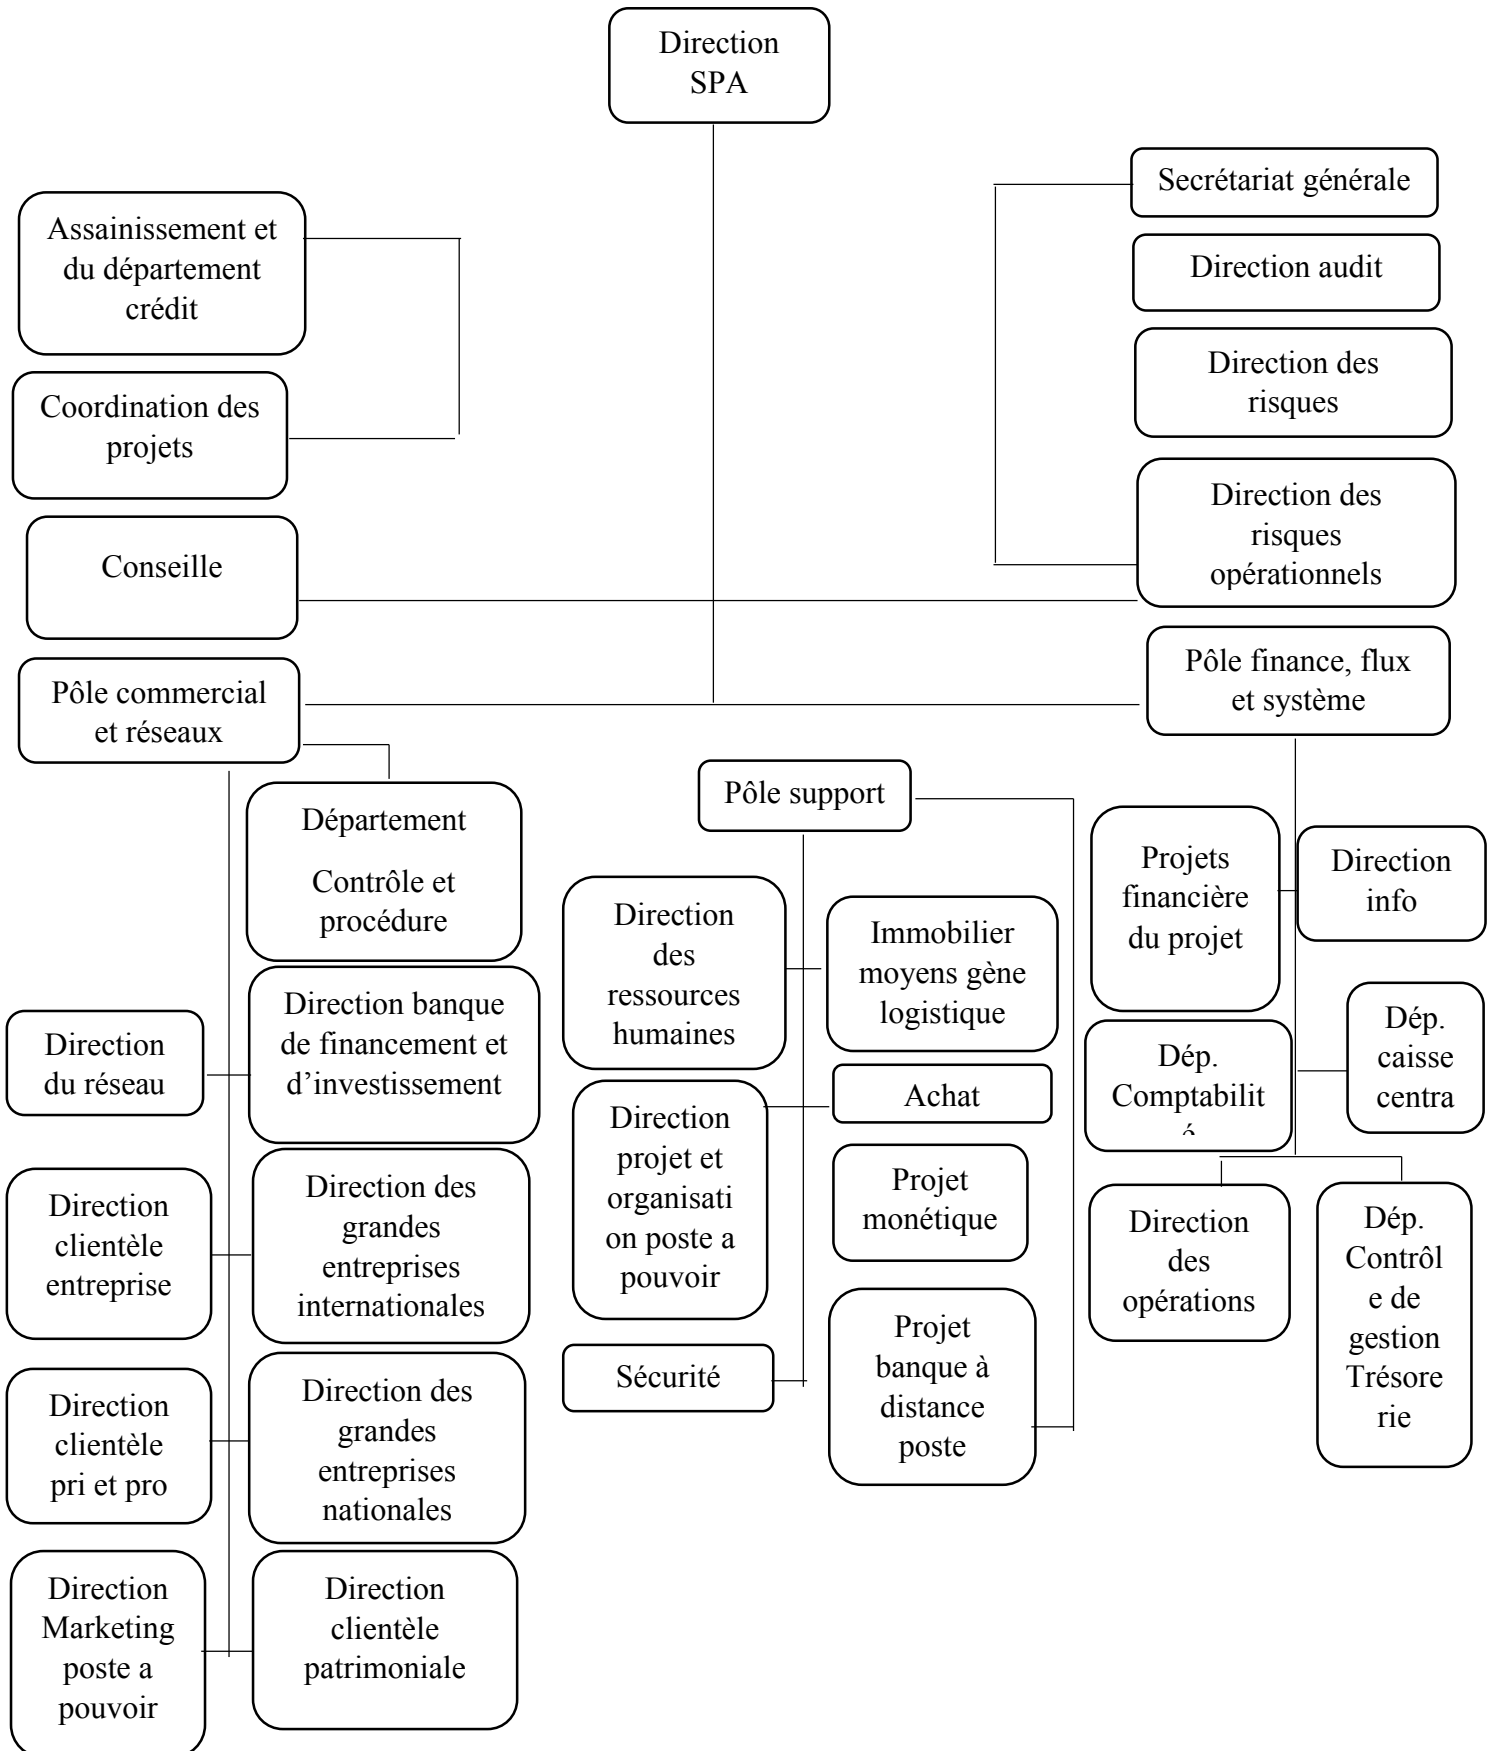 Direction
SPA
Secrétariat générale
Direction audit
Direction des
risques
Direction des
risques
opérationnels
Assainissement et
du département
crédit
Coordination des
projets
Conseille
Pôle commercial
et réseaux
Pôle finance, flux
et système
Département
Contrôle et
procédure
Direction
du réseau
Direction banque
de financement et
d’investissement
Direction
clientèle
entreprise
Direction des
grandes
entreprises
internationales
Direction
clientèle
pri et pro
Direction des
grandes
entreprises
nationales
Direction
Marketing
poste a
pouvoir
Direction
clientèle
patrimoniale
Pôle support
Direction
des
ressources
humaines
Immobilier
moyens gène
logistique
Direction
projet et
organisati
on poste a
pouvoir
Achat
Projet
monétique
Sécurité
Projet
banque à
distance
poste
Projets
financière
du projet
Direction
info
Dép.
Comptabilit
é
Dép.
caisse
centra
Direction
des
opérations
Dép.
Contrôl
e de
gestion
Trésore
rie